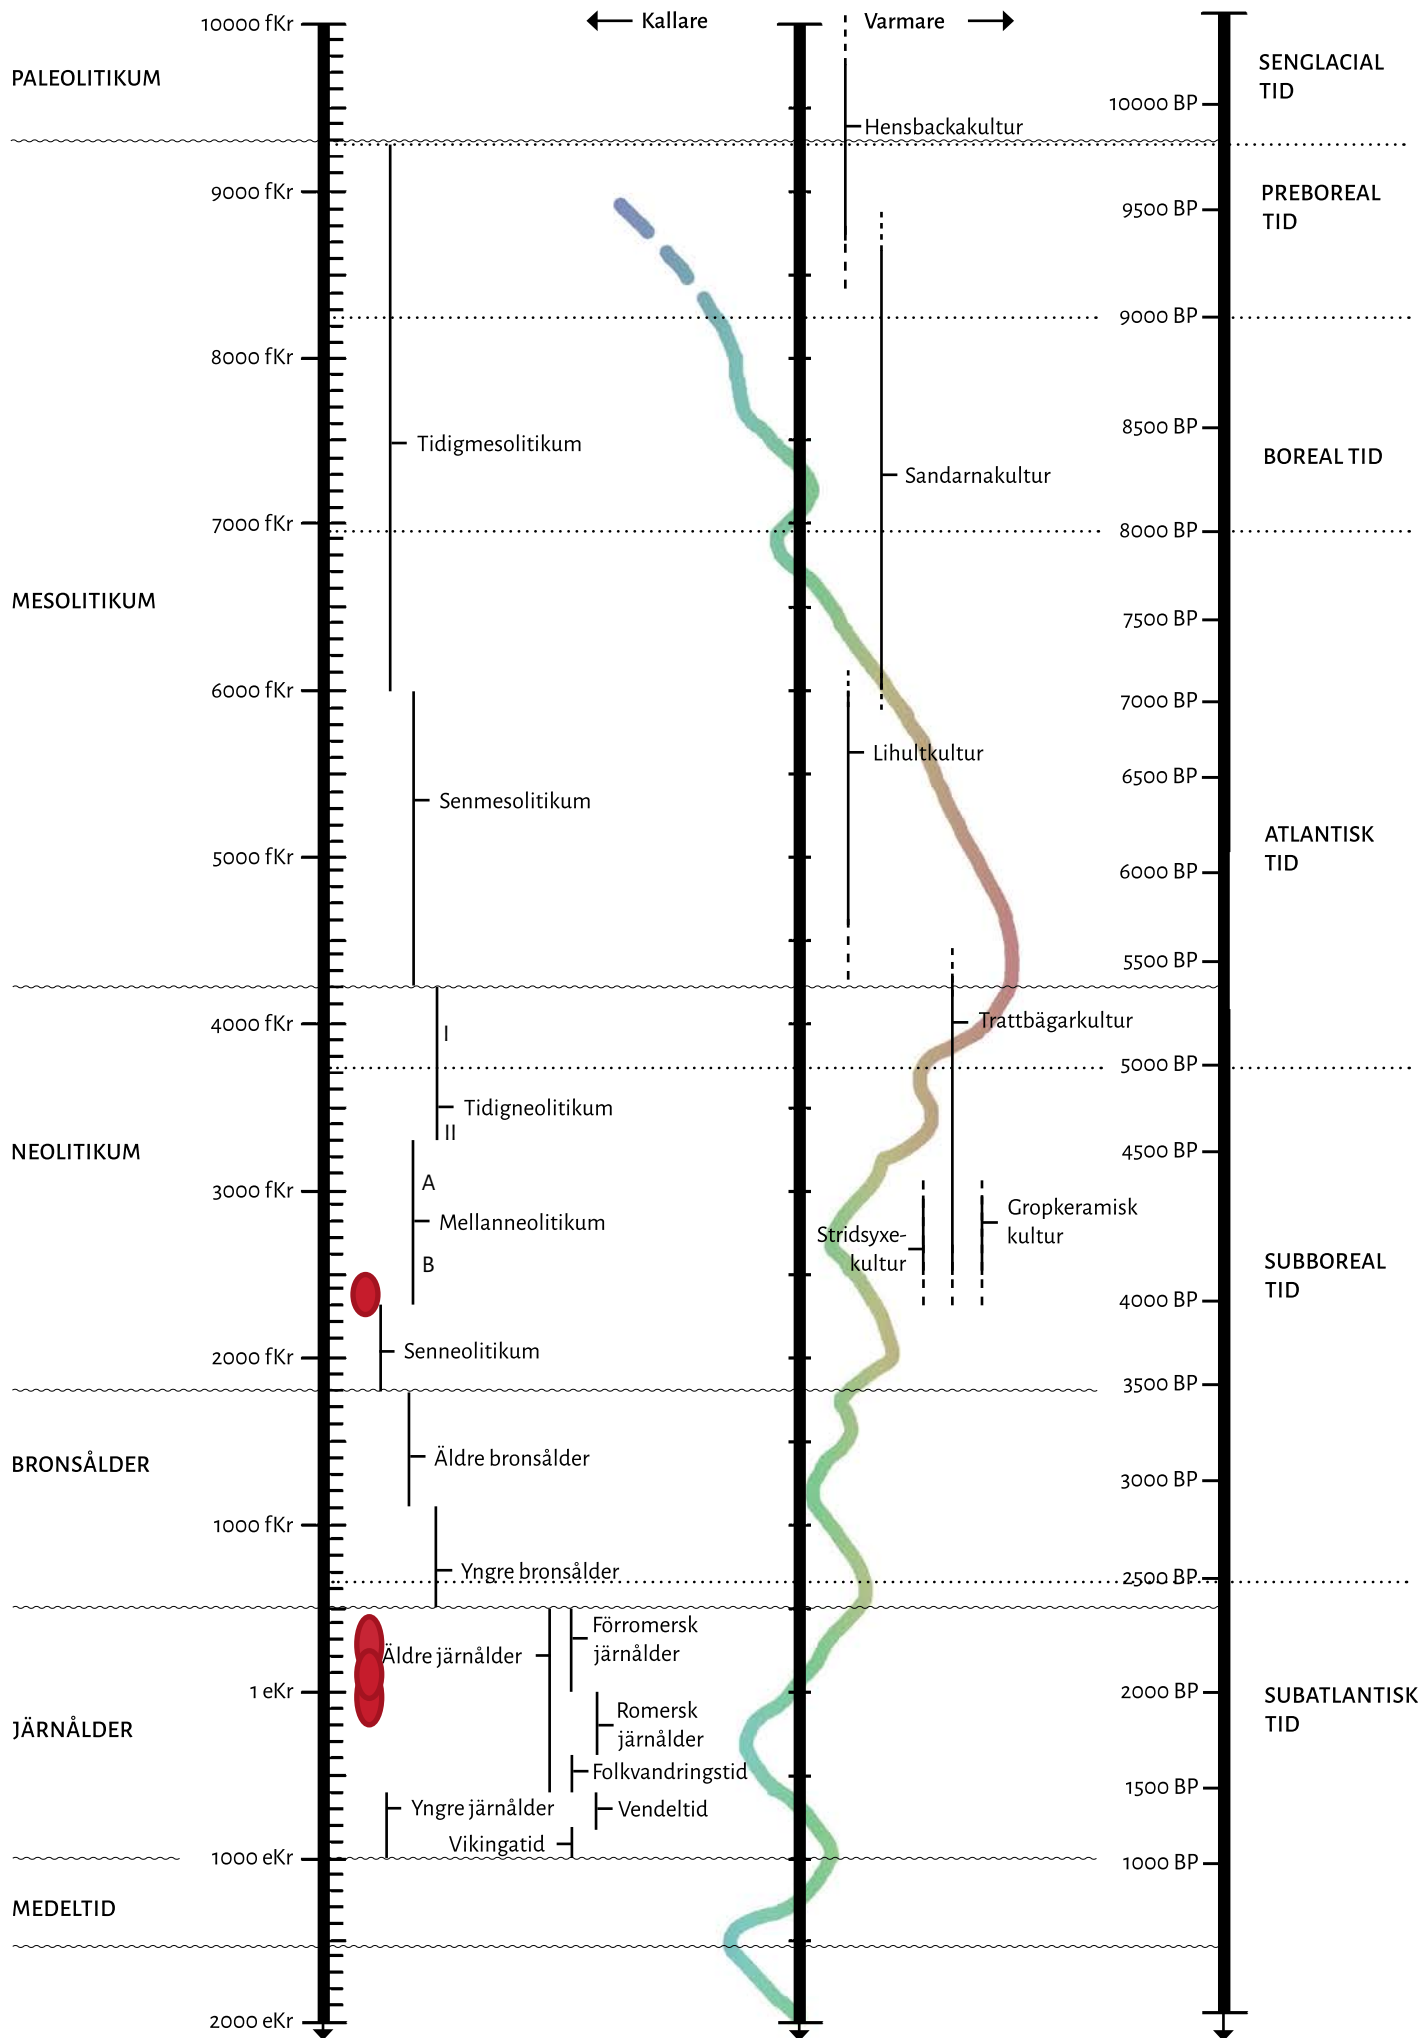 10000 fKr
Kallare
Varmare
SENGLACIAL
TID
PALEOLITIKUM
10000 BP
Hensbackakultur
9000 fKr
PREBOREAL
TID
9500 BP
9000 BP
8000 fKr
8500 BP
Tidigmesolitikum
BOREAL TID
Sandarnakultur
7000 fKr
8000 BP
MESOLITIKUM
7500 BP
6000 fKr
7000 BP
Lihultkultur
6500 BP
Senmesolitikum
ATLANTISK
TID
5000 fKr
6000 BP
5500 BP
4000 fKr
I
Trattbägarkultur
5000 BP
Tidigneolitikum
II
NEOLITIKUM
4500 BP
A
3000 fKr
Mellanneolitikum
Gropkeramisk
kultur
Stridsyxe-
kultur
B
SUBBOREAL
TID
4000 BP
Senneolitikum
2000 fKr
3500 BP
Äldre bronsålder
BRONSÅLDER
3000 BP
1000 fKr
Yngre bronsålder
2500 BP
Förromersk
järnålder
Äldre järnålder
1 eKr
2000 BP
SUBATLANTISK
TID
Romersk
järnålder
JÄRNÅLDER
Folkvandringstid
1500 BP
Yngre järnålder
Vendeltid
Vikingatid
1000 eKr
1000 BP
MEDELTID
2000 eKr